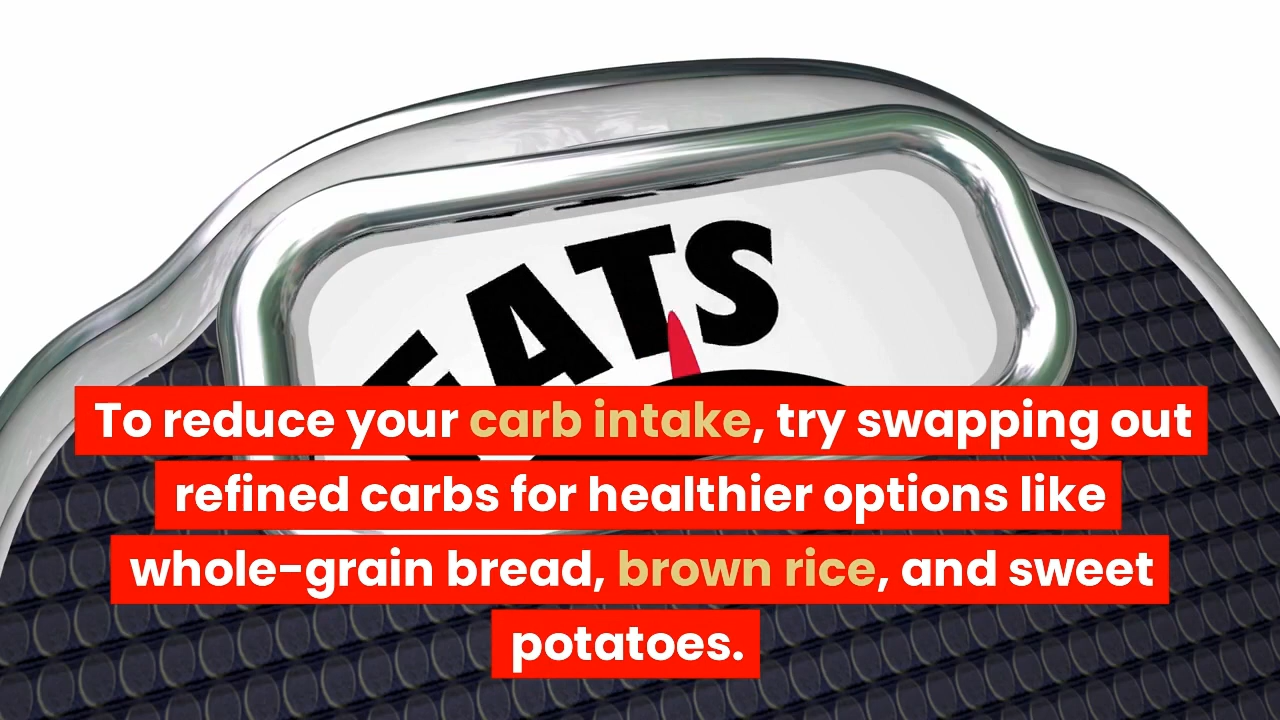 EATS
To reduce your carb intake, try swapping out
refined carbs for healthier options like
whole-grain bread, brown rice, and sweet
potatoes.